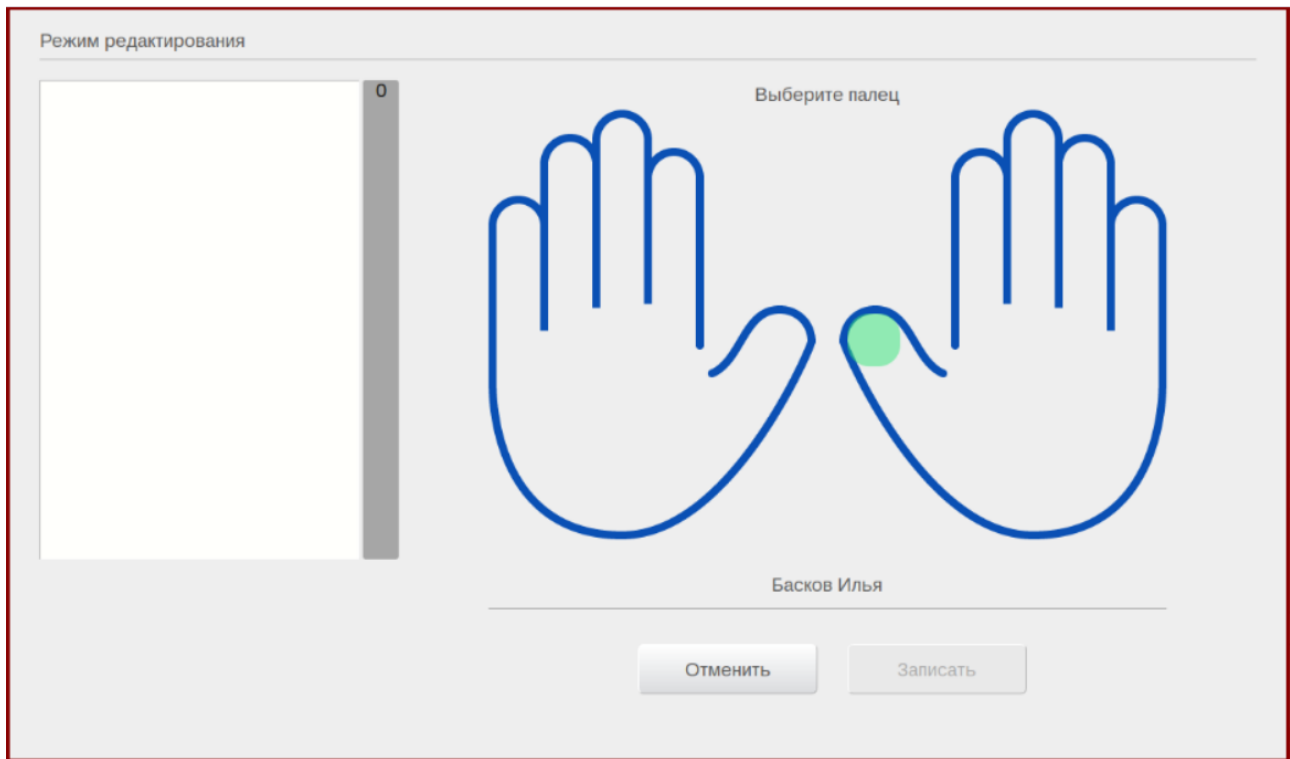 Режим редактирования
0
Выберите палец
Басков Илья
Отменить
Записать